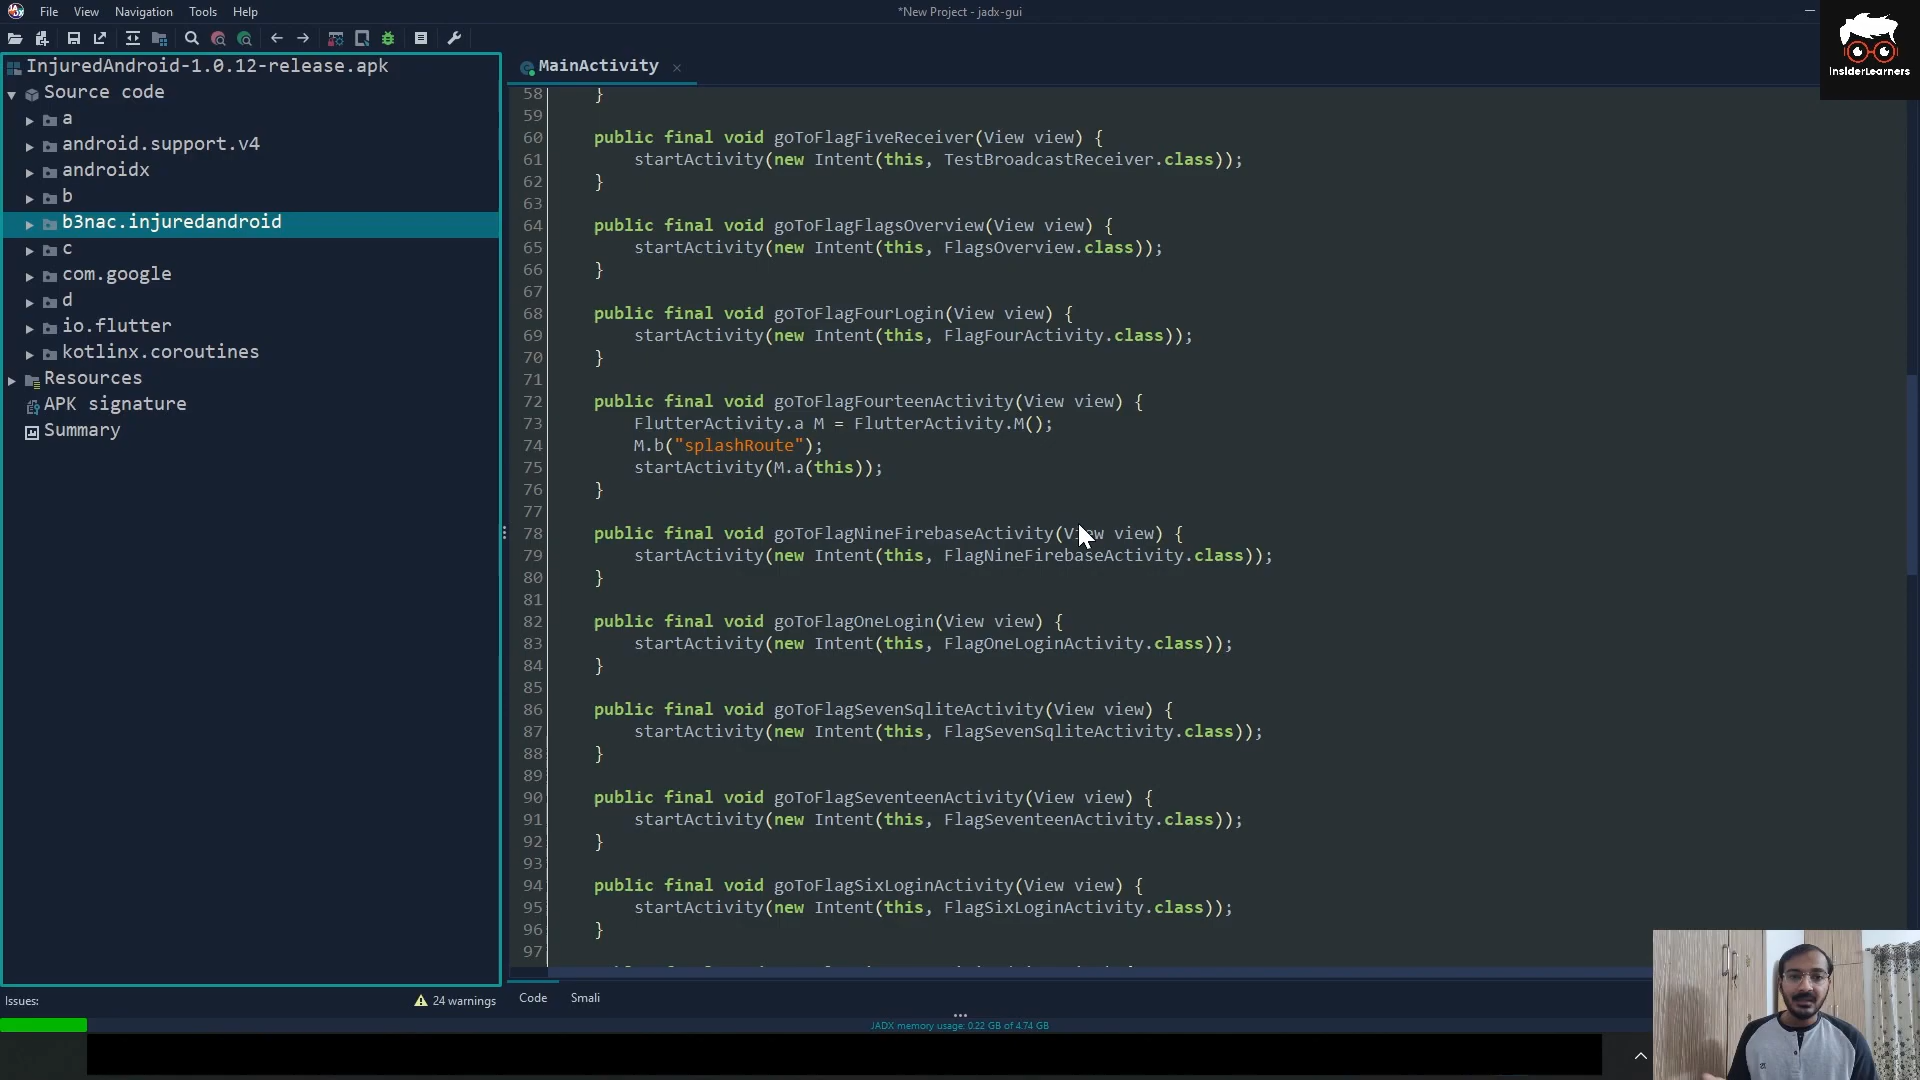 File View Navigation Tools Help
*New Project - jadx-gui
InsiderLearners
InjuredAndroid-1.0.12-release.apk
Source code
a
android.support.v4
androidx
b
b3nac.injuredandroid
c
com.google
d
io.flutter
kotlinx.coroutines
Resources
APK signature
Summary
MainActivity
58 }
59
60 public final void goToFlagFiveReceiver(View view) {
61 startActivity(new Intent(this, TestBroadcastReceiver.class));
62 }
63
64 public final void goToFlagFlagsOverview(View view) {
65 startActivity(new Intent(this, FlagsOverview.class));
66 }
67
68 public final void goToFlagFourLogin(View view) {
69 startActivity(new Intent(this, FlagFourActivity.class));
70 }
71
72 public final void goToFlagFourteenActivity(View view) {
73 FlutterActivity.a M = FlutterActivity.M();
74 M.b("splashRoute");
75 startActivity(M.a(this));
76 }
77
78 public final void goToFlagNineFirebaseActivity(View view) {
79 startActivity(new Intent(this, FlagNineFirebaseActivity.class));
80 }
81
82 public final void goToFlagOneLogin(View view) {
83 startActivity(new Intent(this, FlagOneLoginActivity.class));
84 }
85
86 public final void goToFlagSevenSqliteActivity(View view) {
87 startActivity(new Intent(this, FlagSevenSqliteActivity.class));
88 }
89
90 public final void goToFlagSeventeenActivity(View view) {
91 startActivity(new Intent(this, FlagSeventeenActivity.class));
92 }
93
94 public final void goToFlagSixLoginActivity(View view) {
95 startActivity(new Intent(this, FlagSixLoginActivity.class));
96 }
97
Issues: 24 warnings
Code Smali
JADX memory usage: 0.22 GB of 4.74 GB